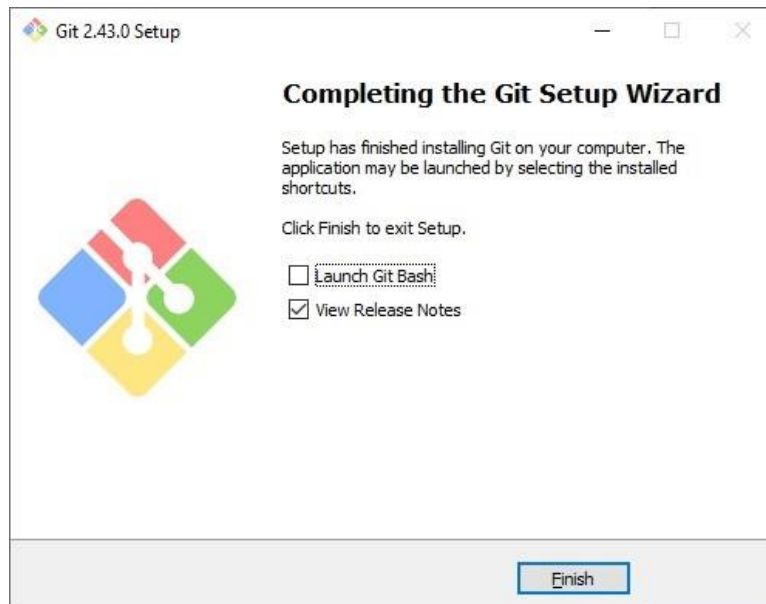 Git 2.43.0 Setup
Completing the Git Setup Wizard
Setup has finished installing Git on your computer. The
application may be launched by selecting the installed
shortcuts.
Click Finish to exit Setup.
Launch Git Bash
View Release Notes
Finish